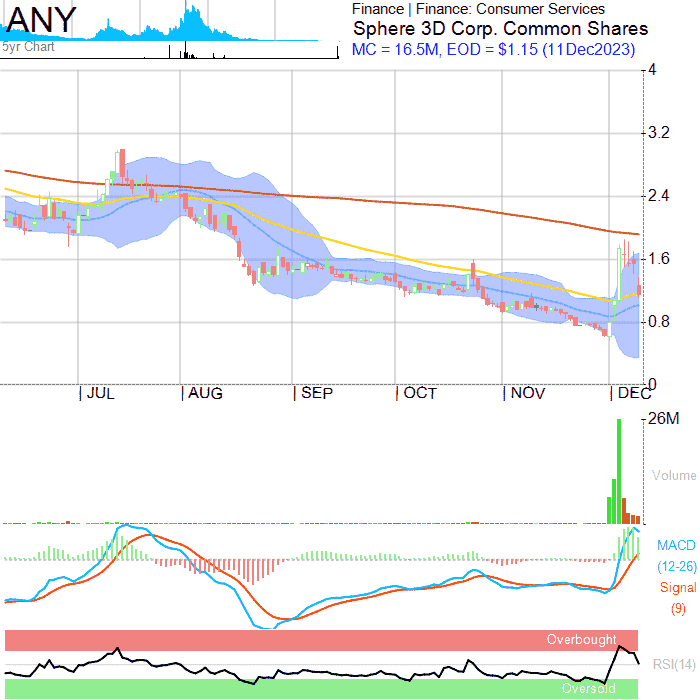 ANY
Finance | Finance: Consumer Services
Sphere 3D Corp. Common Shares
MC = 16.5M, EOD = $1.15 (11Dec2023)
5yr Chart
4
3.2
2.4
1.6
0.8
0
| JUL | AUG | SEP | OCT | NOV | DEC
26M
Volume
MACD
(12-26)
Signal
(9)
Overbought
RSI(14)
Oversold